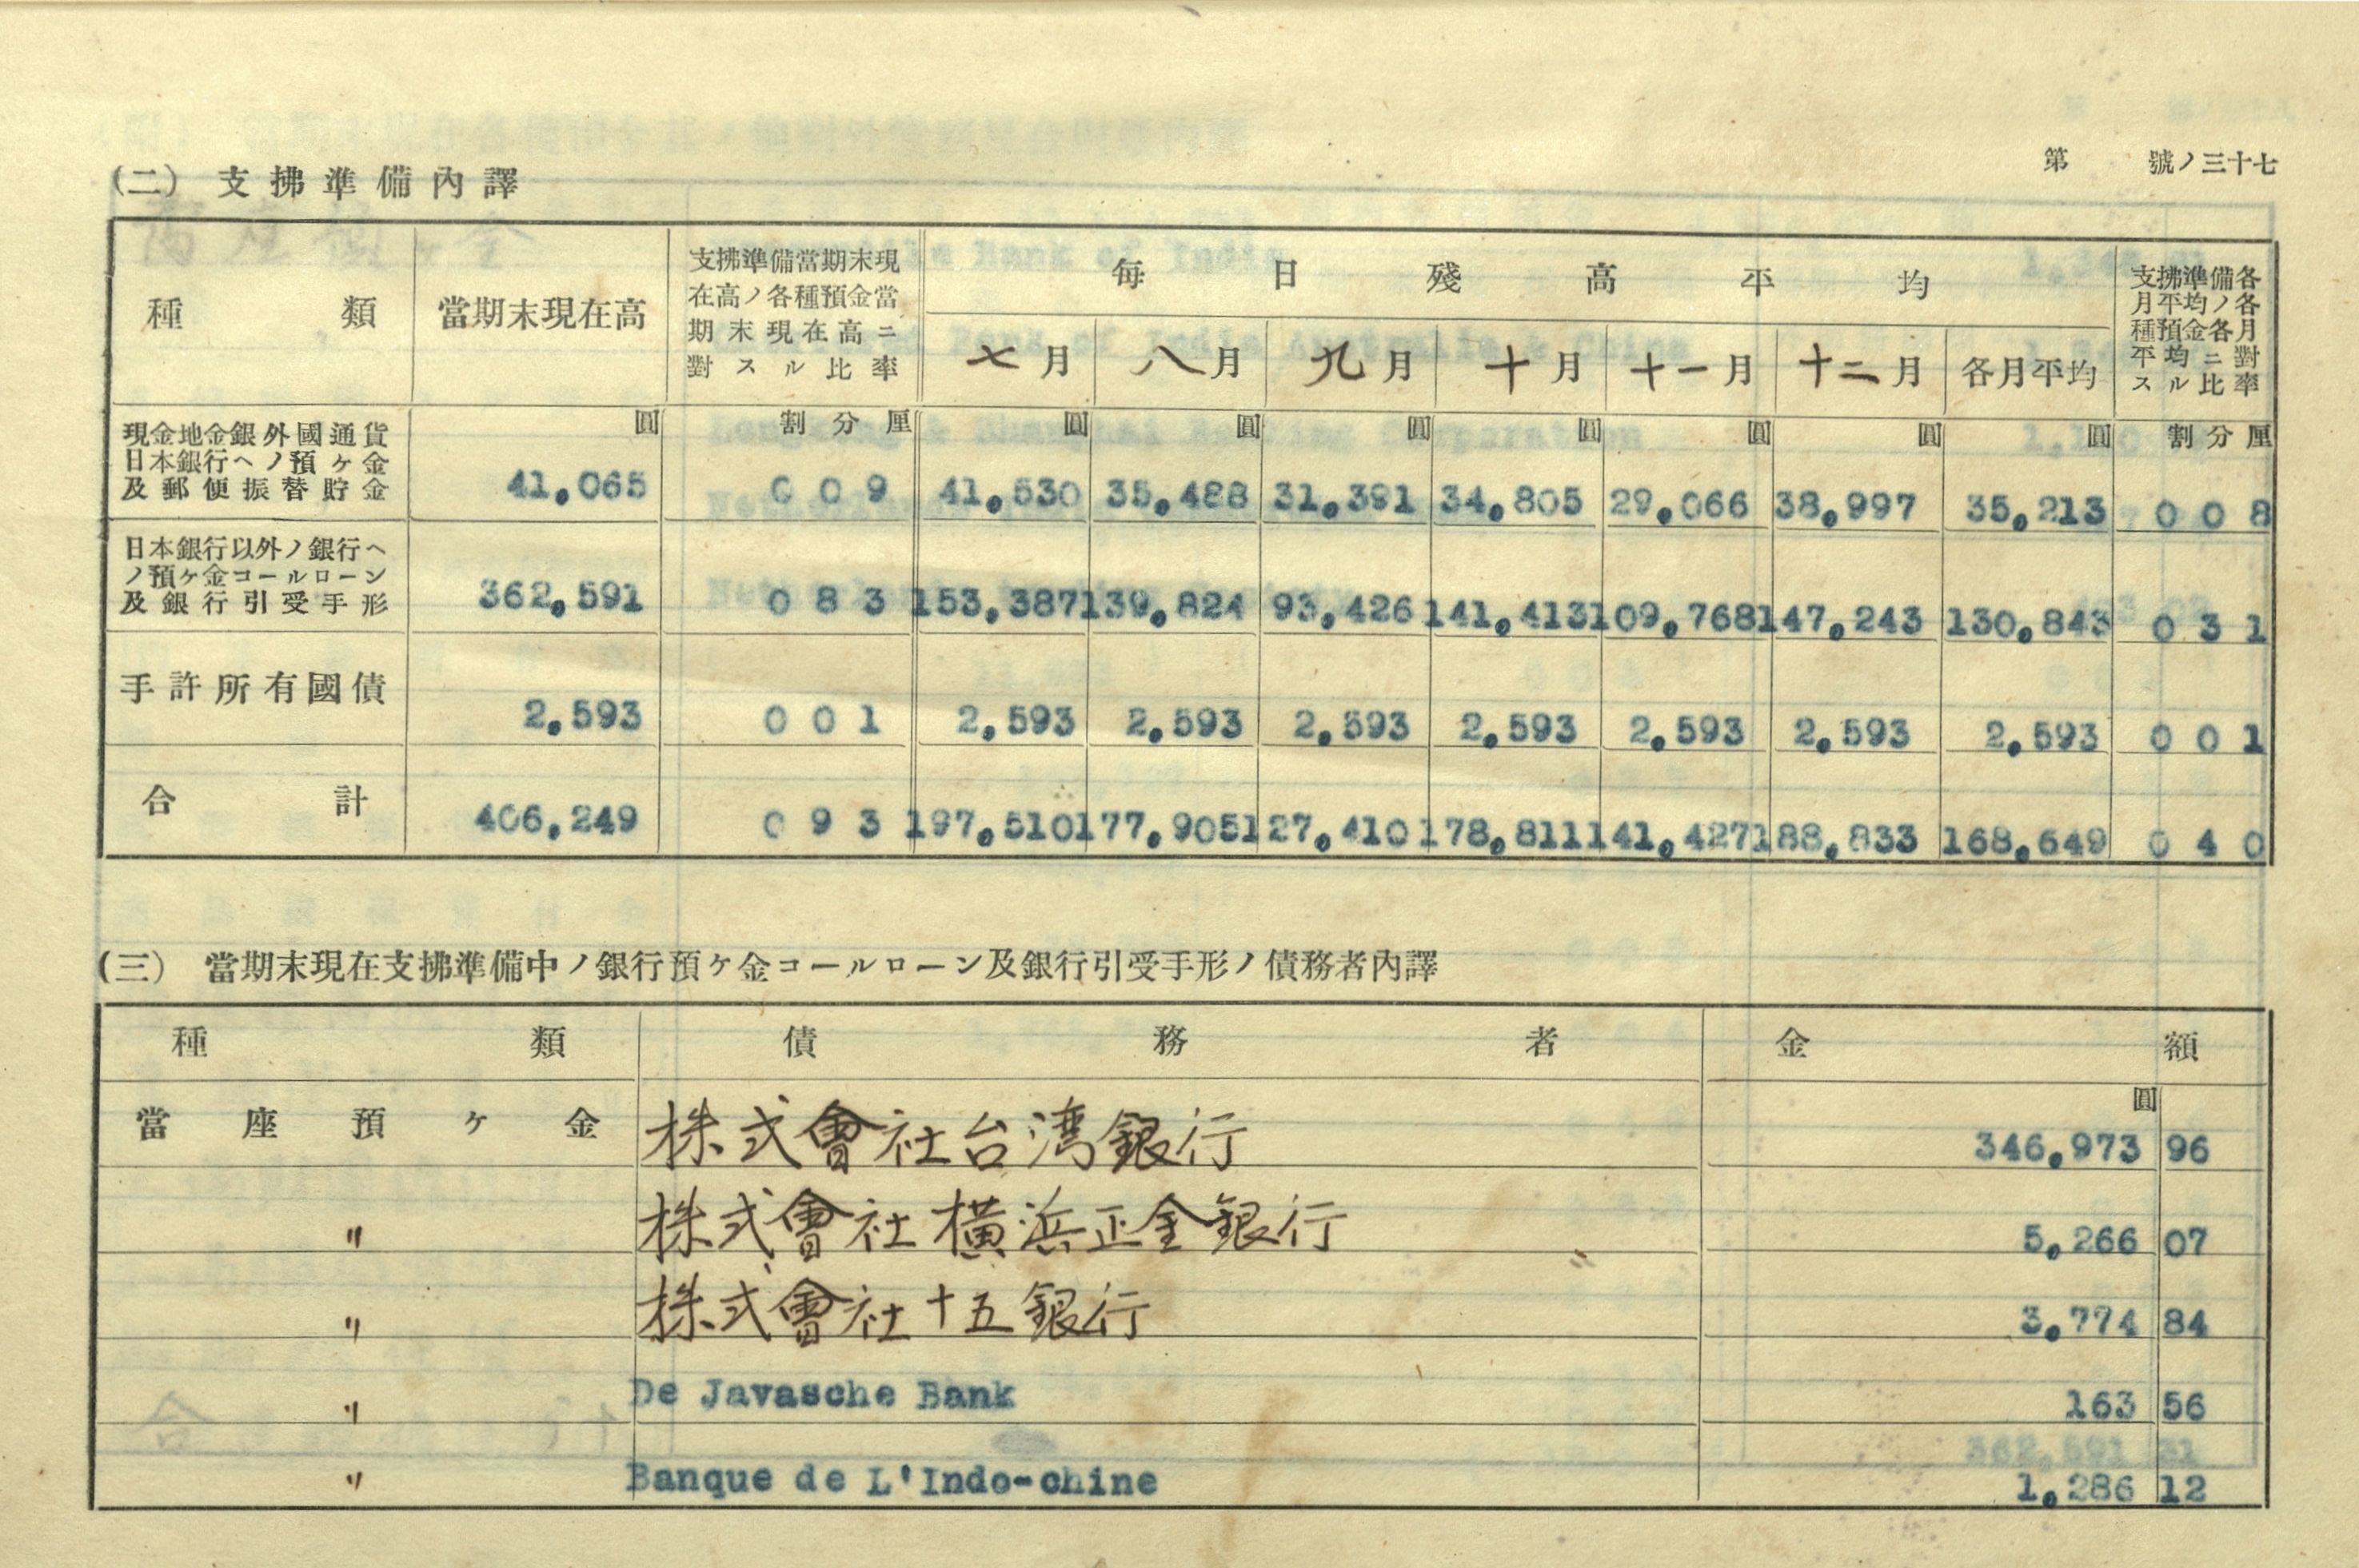 第　　號ノ三十七
(二) 支拂準備內譯
種類　當期末現在高　支拂準備當期末現在高ノ各種預金當期末現在高ニ對スル比率　每日殘高平均　支拂準備各月平均ノ各種預金各月平均ニ對スル比率
七月　八月　九月　十月　十一月　十二月　各月平均
圓　割分厘　圓　圓　圓　圓　圓　圓　圓　割分厘
現金地金銀外國通貨日本銀行ヘノ預ケ金及郵便振替貯金　41,065　0 0 9　41,530　35,488　31,391　34,805　29,066　38,997　35,213　0 0 8
日本銀行以外ノ銀行ヘノ預ケ金コールローン及銀行引受手形　362,591　0 8 3　153,387　139,824　93,426　141,413　109,768　147,243　130,843　0 3 1
手許所有國債　2,593　0 0 1　2,593　2,593　2,593　2,593　2,593　2,593　2,593　0 0 1
合計　406,249　0 9 3　197,510　177,905　127,410　178,811　141,427　188,833　168,649　0 4 0
(三) 當期末現在支拂準備中ノ銀行預ケ金コールローン及銀行引受手形ノ債務者內譯
種類　債務者　金額
圓
當座預ケ金　株式會社台湾銀行　346,973 96
〃　株式會社橫浜正金銀行　5,266 07
〃　株式會社十五銀行　3,774 84
〃　De Javasche Bank　163 56
〃　Banque de L'Indo-chine　1,286 12